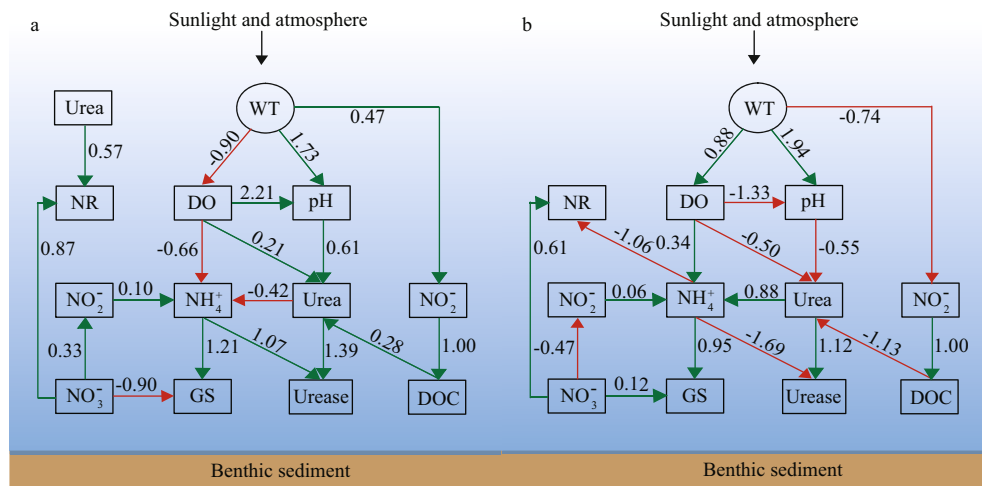 a
Sunlight and atmosphere
WT
Urea
0.47
0.57
-0.90
1.73
NR
DO
2.21
pH
0.87
-0.66
0.21
0.61
NO₂⁻
0.10
NH₄⁺
-0.42
Urea
NO₂⁻
0.33
1.21
1.07
1.39
0.28
1.00
NO₃⁻
-0.90
GS
Urease
DOC
Benthic sediment
b
Sunlight and atmosphere
WT
-0.74
0.88
1.94
NR
DO
-1.33
pH
0.61
-1.06
0.34
-0.50
-0.55
NO₂⁻
0.06
NH₄⁺
0.88
Urea
NO₂⁻
-0.47
0.95
-1.69
1.12
-1.13
1.00
NO₃⁻
0.12
GS
Urease
DOC
Benthic sediment